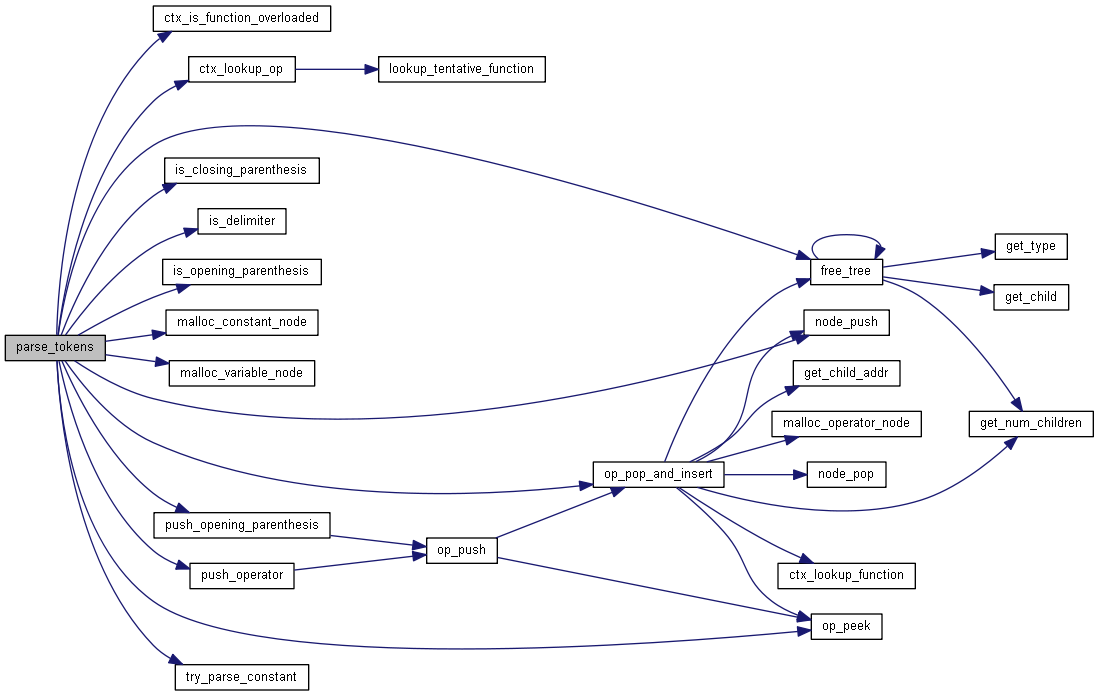 ctx_is_function_overloaded
ctx_lookup_op
lookup_tentative_function
is_closing_parenthesis
is_delimiter
get_type
is_opening_parenthesis
free_tree
get_child
malloc_constant_node
node_push
parse_tokens
malloc_variable_node
get_child_addr
malloc_operator_node
get_num_children
op_pop_and_insert
node_pop
push_opening_parenthesis
op_push
push_operator
ctx_lookup_function
op_peek
try_parse_constant